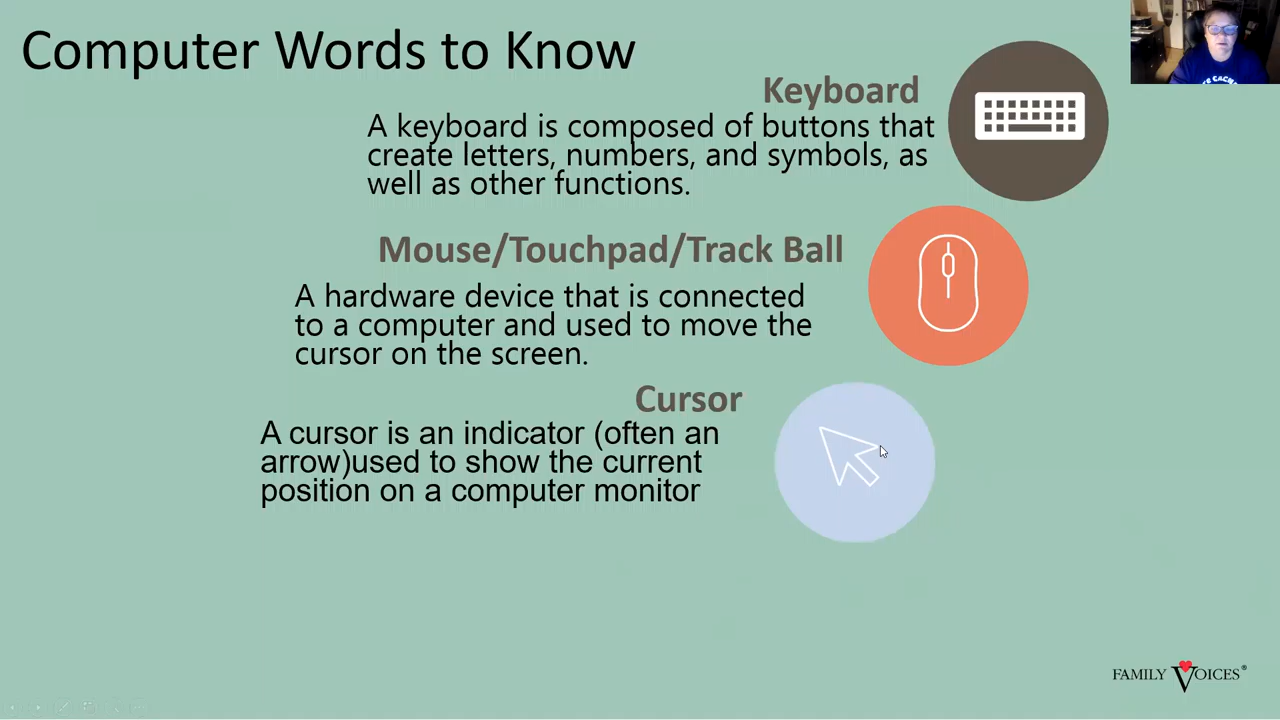 Computer Words to Know
Keyboard
A keyboard is composed of buttons that
create letters, numbers, and symbols, as
well as other functions.
Mouse/Touchpad/Track Ball
A hardware device that is connected
to a computer and used to move the
cursor on the screen.
Cursor
A cursor is an indicator (often an
arrow)used to show the current
position on a computer monitor
FAMILY VOICES®